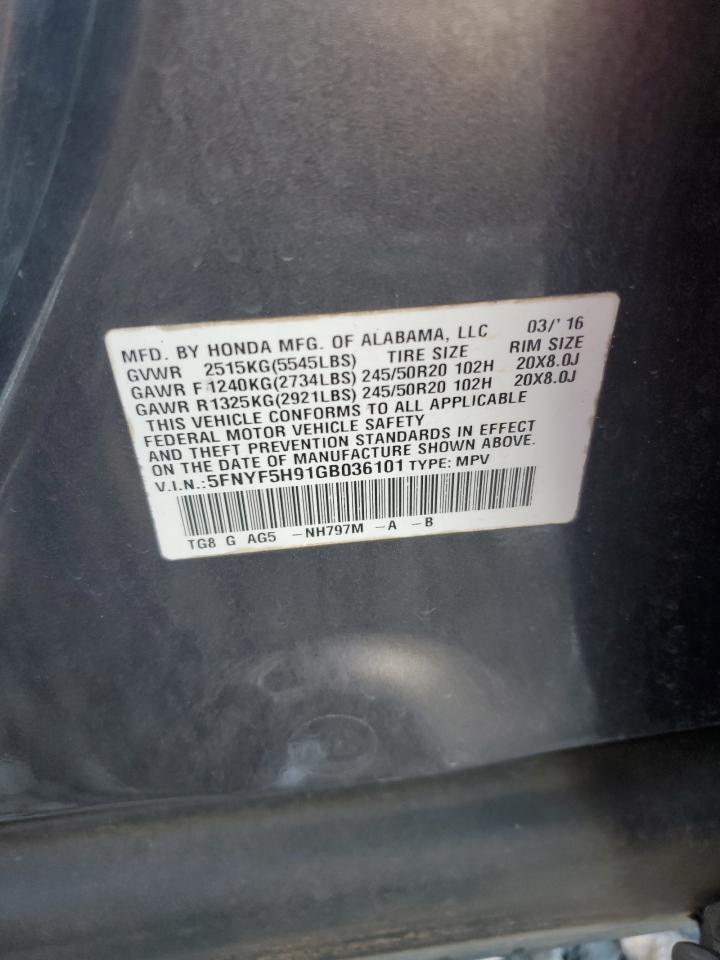 MFD. BY HONDA MFG. OF ALABAMA, LLC 03/' 16
GVWR 2515KG(5545LBS) TIRE SIZE RIM SIZE
GAWR F 1240KG(2734LBS) 245/50R20 102H 20X8.0J
GAWR R1325KG(2921LBS) 245/50R20 102H 20X8.0J
THIS VEHICLE CONFORMS TO ALL APPLICABLE
FEDERAL MOTOR VEHICLE SAFETY
AND THEFT PREVENTION STANDARDS IN EFFECT
ON THE DATE OF MANUFACTURE SHOWN ABOVE.
V.I.N.:5FNYF5H91GB036101 TYPE: MPV
TG8 G AG5 -NH797M -A -B